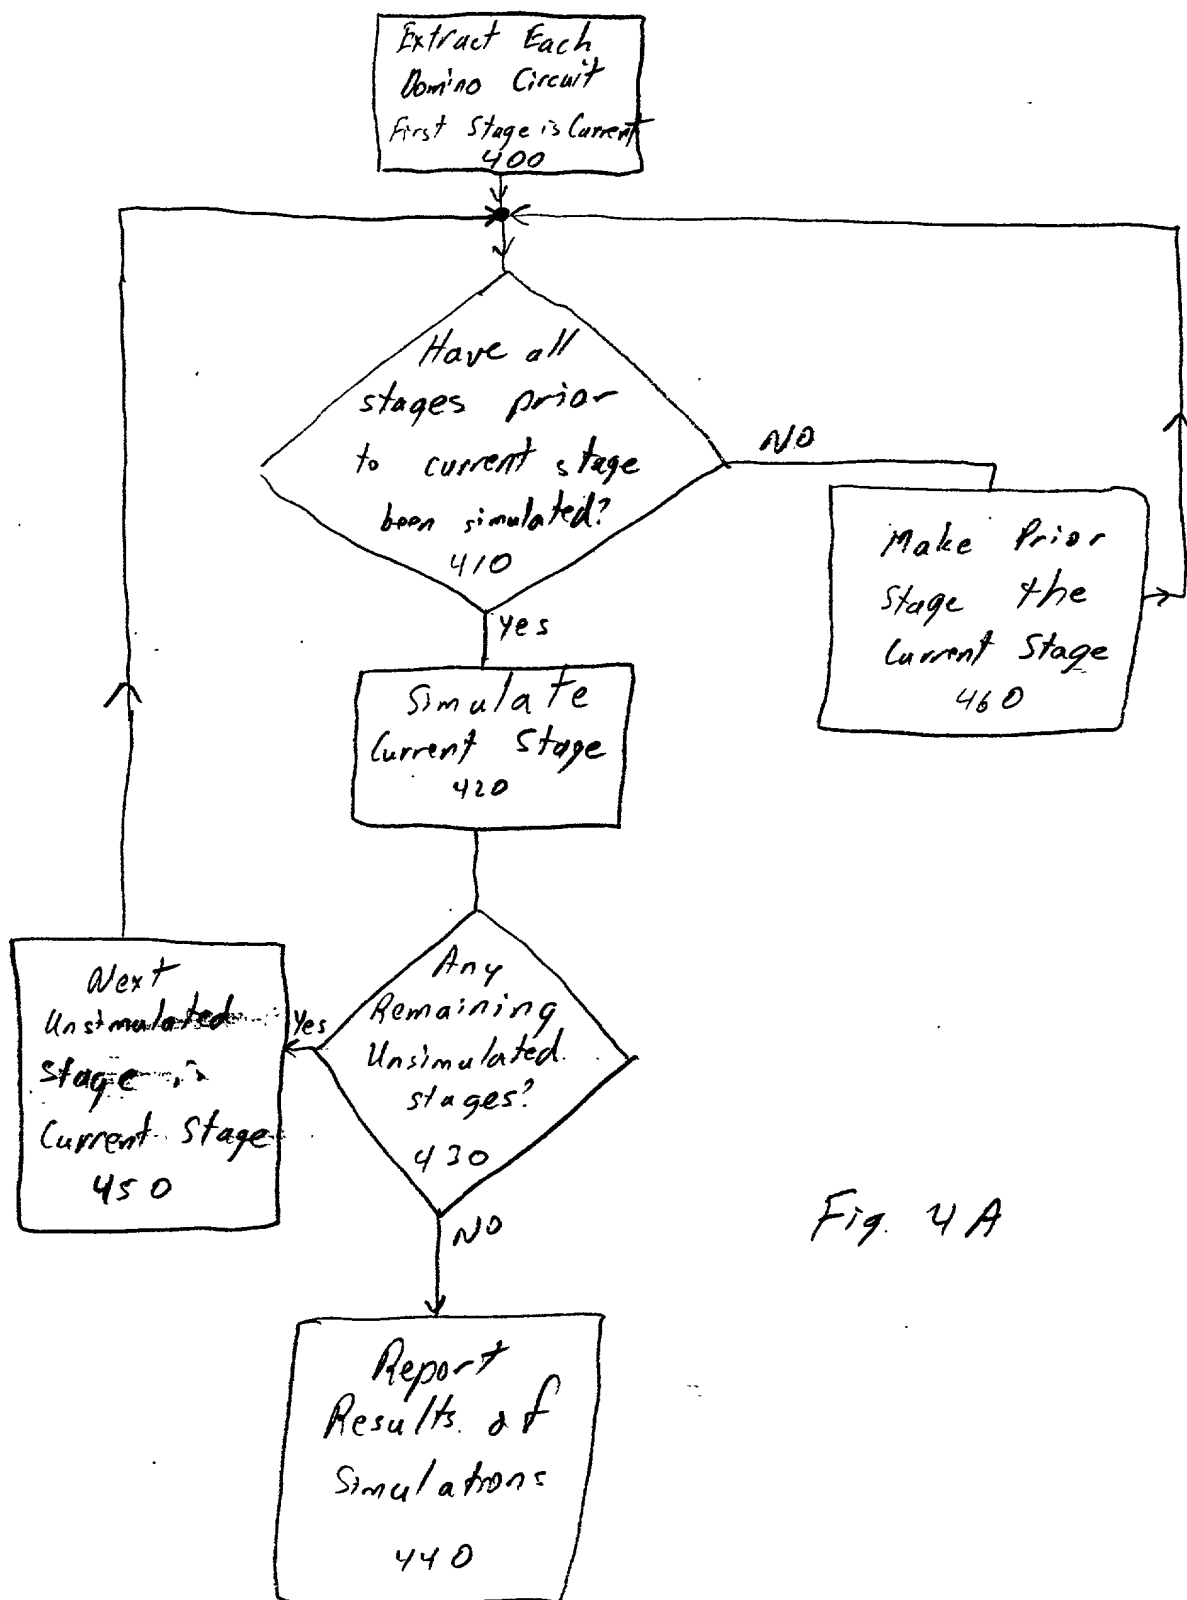 Extract Each
Domino Circuit
First Stage is Current
400
Have all
stages prior
to current stage
been simulated?
410
NO
Make Prior
Stage the
Current Stage
460
Yes
Simulate
Current Stage
420
Any
Remaining
Unsimulated
stages?
430
Yes
Next
Unsimulated
stage is
Current Stage
450
NO
Fig. 4A
Report
Results of
Simulations
440